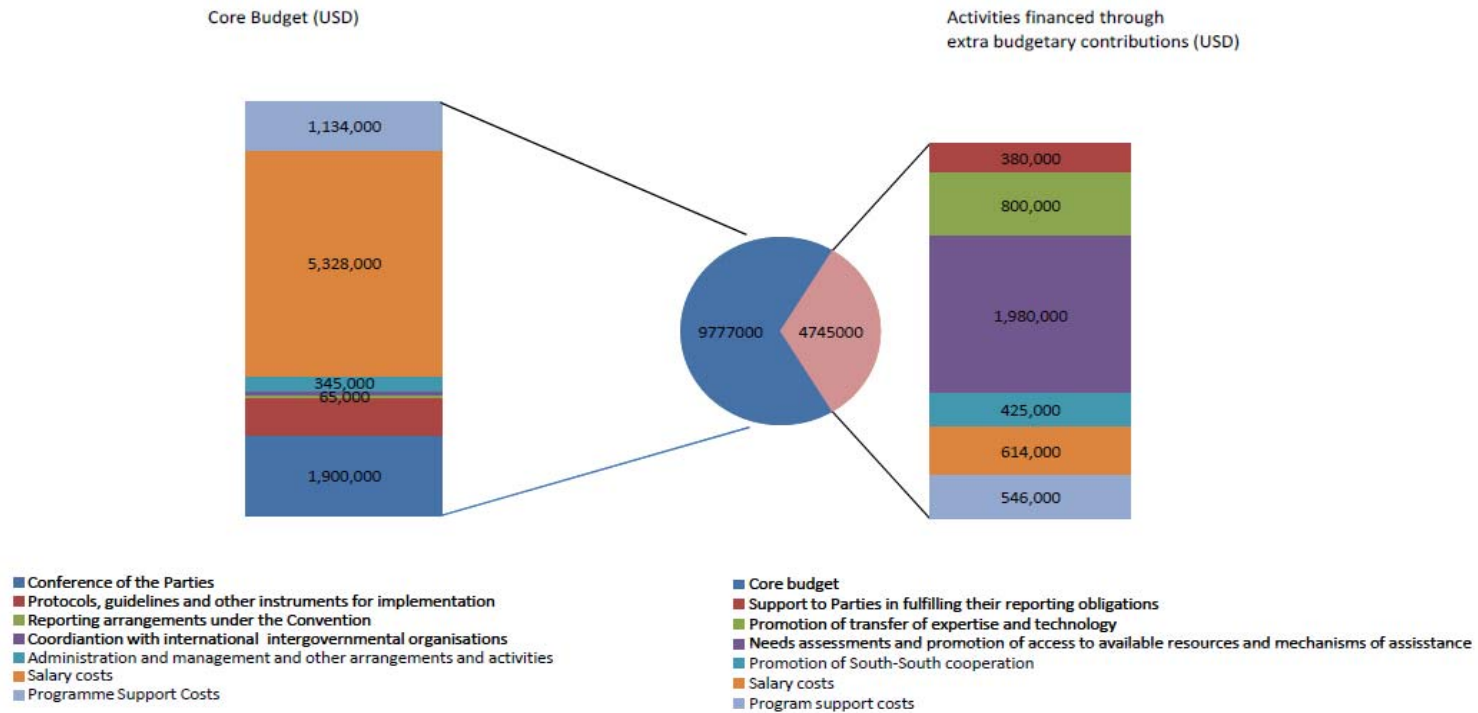 Core Budget (USD)
Activities financed through
extra budgetary contributions (USD)
1,134,000
5,328,000
345,000
65,000
1,900,000
9777000
4745000
380,000
800,000
1,980,000
425,000
614,000
546,000
Conference of the Parties
Protocols, guidelines and other instruments for implementation
Reporting arrangements under the Convention
Coordiantion with international intergovernmental organisations
Administration and management and other arrangements and activities
Salary costs
Programme Support Costs
Core budget
Support to Parties in fulfilling their reporting obligations
Promotion of transfer of expertise and technology
Needs assessments and promotion of access to available resources and mechanisms of assisstance
Promotion of South-South cooperation
Salary costs
Program support costs